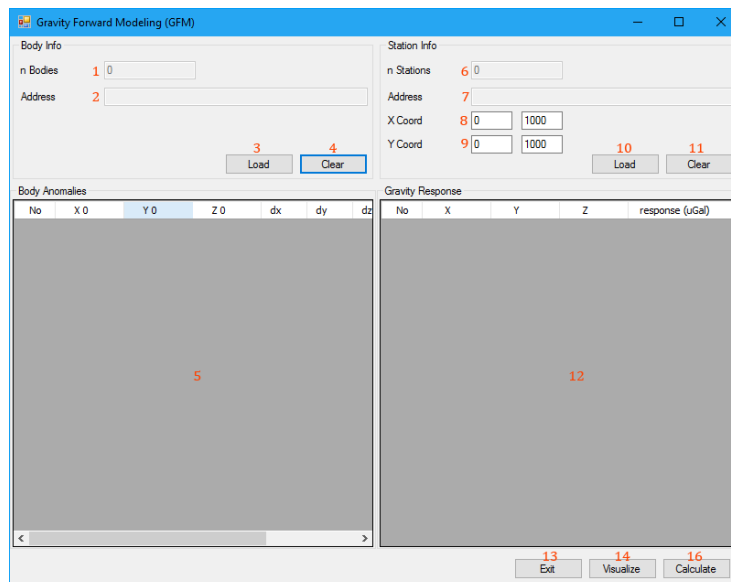 Gravity Forward Modeling (GFM)
Body Info
n Bodies 1 0
Address 2
3 4
Load Clear
Station Info
n Stations 6 0
Address 7
X Coord 8 0 1000
Y Coord 9 0 1000
10 11
Load Clear
Body Anomalies
No X 0 Y 0 Z 0 dx dy dz
5
Gravity Response
No X Y Z response (uGal)
12
13 14 16
Exit Visualize Calculate